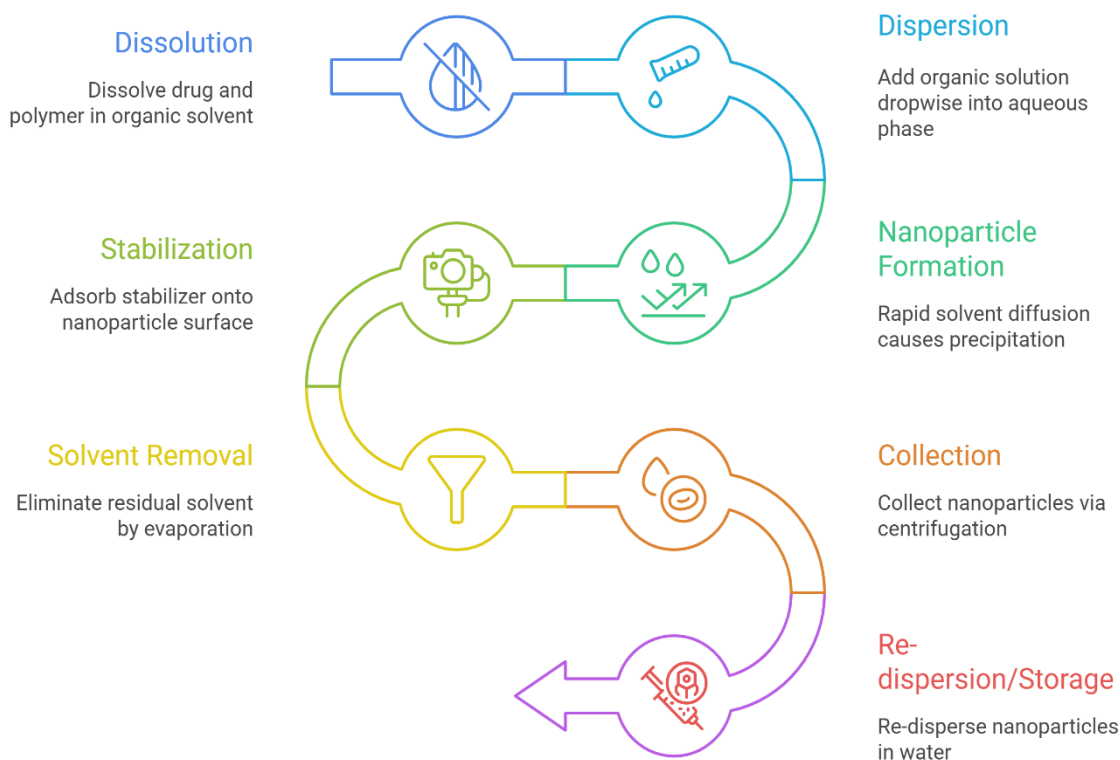 Dissolution
Dissolve drug and
polymer in organic solvent
Dispersion
Add organic solution
dropwise into aqueous
phase
Nanoparticle
Formation
Rapid solvent diffusion
causes precipitation
Stabilization
Adsorb stabilizer onto
nanoparticle surface
Solvent Removal
Eliminate residual solvent
by evaporation
Collection
Collect nanoparticles via
centrifugation
Re-
dispersion/Storage
Re-disperse nanoparticles
in water